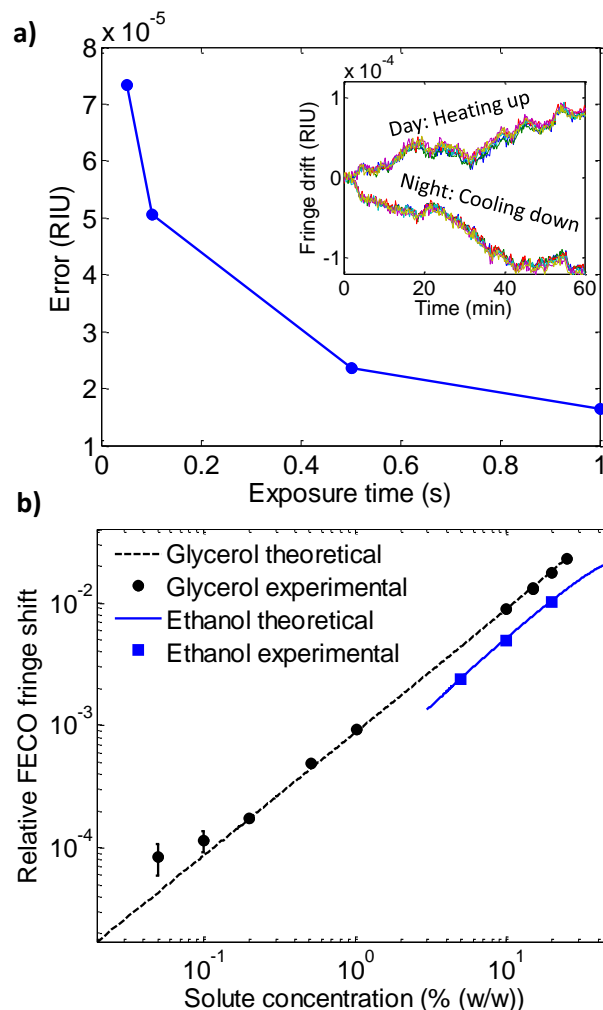 a)
× 10⁻⁵
8
7
6
5
4
3
2
1
Error (RIU)
0 0.2 0.4 0.6 0.8 1
Exposure time (s)
× 10⁻⁴
1
0
-1
Fringe drift (RIU)
Day: Heating up
Night: Cooling down
0 20 40 60
Time (min)
b)
Glycerol theoretical
Glycerol experimental
Ethanol theoretical
Ethanol experimental
10⁻²
10⁻³
10⁻⁴
Relative FECO fringe shift
10⁻¹ 10⁰ 10¹
Solute concentration (% (w/w))